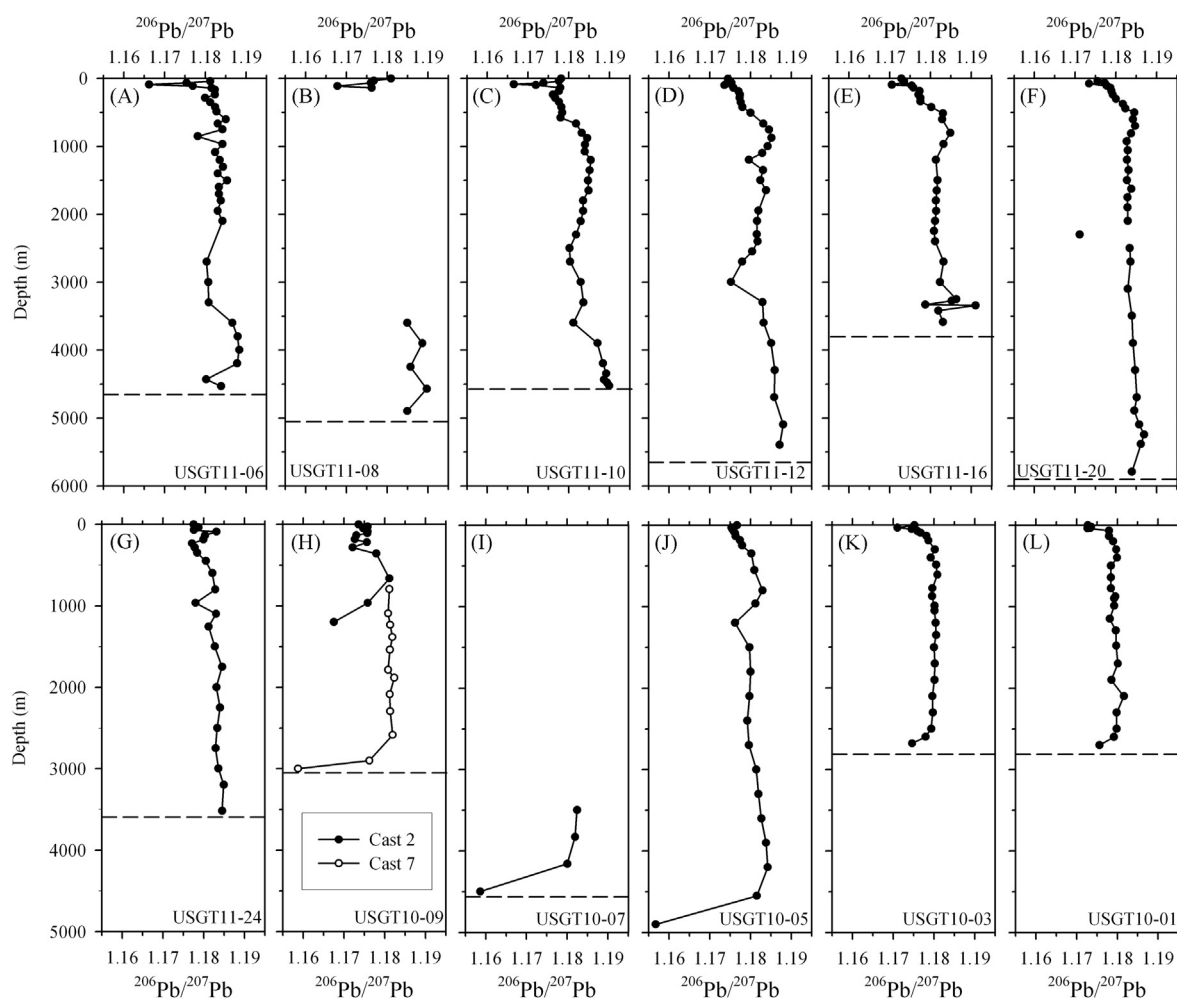 ²⁰⁶Pb/²⁰⁷Pb ²⁰⁶Pb/²⁰⁷Pb ²⁰⁶Pb/²⁰⁷Pb ²⁰⁶Pb/²⁰⁷Pb ²⁰⁶Pb/²⁰⁷Pb ²⁰⁶Pb/²⁰⁷Pb
1.16 1.17 1.18 1.19 1.16 1.17 1.18 1.19 1.16 1.17 1.18 1.19 1.16 1.17 1.18 1.19 1.16 1.17 1.18 1.19 1.16 1.17 1.18 1.19
0
(A) (B) (C) (D) (E) (F)
1000
2000
Depth (m)
3000
4000
5000
USGT11-06 USGT11-08 USGT11-10 USGT11-12 USGT11-16 USGT11-20
6000
0
(G) (H) (I) (J) (K) (L)
1000
2000
Depth (m)
3000
Cast 2
4000
Cast 7
USGT11-24 USGT10-09 USGT10-07 USGT10-05 USGT10-03 USGT10-01
5000
1.16 1.17 1.18 1.19 1.16 1.17 1.18 1.19 1.16 1.17 1.18 1.19 1.16 1.17 1.18 1.19 1.16 1.17 1.18 1.19 1.16 1.17 1.18 1.19
²⁰⁶Pb/²⁰⁷Pb ²⁰⁶Pb/²⁰⁷Pb ²⁰⁶Pb/²⁰⁷Pb ²⁰⁶Pb/²⁰⁷Pb ²⁰⁶Pb/²⁰⁷Pb ²⁰⁶Pb/²⁰⁷Pb